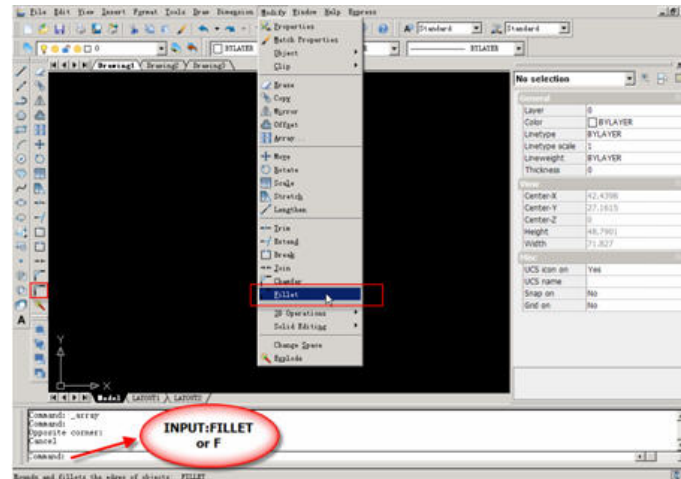 File Edit View Insert Format Tools Draw Dimension Modify Window Help Express
Standard Standard
0 BYLAYER BYLAYER
Drawing1 Drawing2 Drawing3
Properties
Match Properties
Object
Clip
Erase
Copy
Mirror
Offset
Array...
Move
Rotate
Scale
Stretch
Lengthen
Trim
Extend
Break
Join
Chamfer
Fillet
3D Operations
Solid Editing
Change Space
Explode
No selection
General
Layer 0
Color BYLAYER
Linetype BYLAYER
Linetype scale 1
Lineweight BYLAYER
Thickness 0
View
Center-X 42.4398
Center-Y 27.1615
Center-Z 0
Height 48.7901
Width 71.827
Misc
UCS icon on Yes
UCS name
Snap on No
Grid on No
A
Y
X
Model LAYOUT1 LAYOUT2
Command: _array
Command:
Opposite corner:
Cancel
Command:
INPUT:FILLET
or F
Rounds and fillets the edges of objects: FILLET